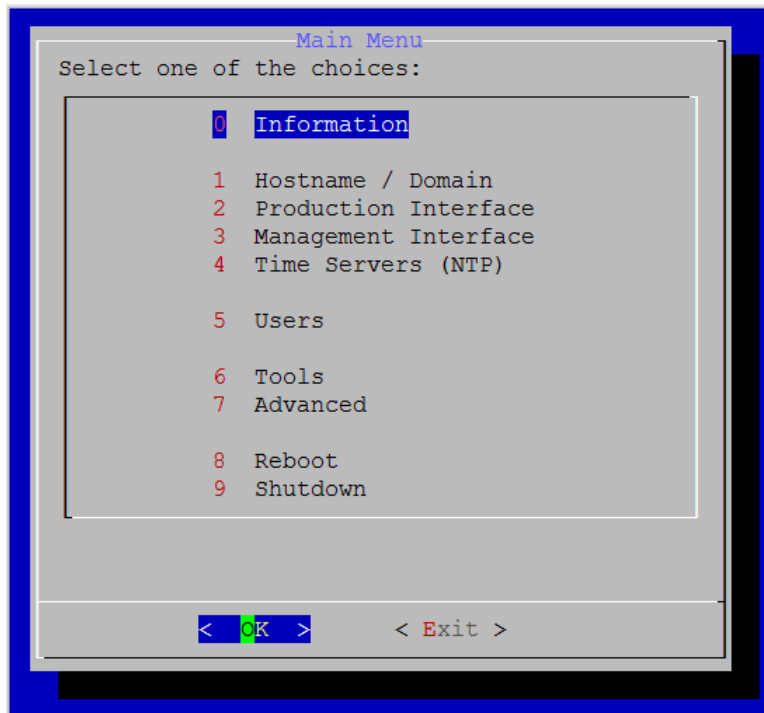 Main Menu
Select one of the choices:
0 Information
1 Hostname / Domain
2 Production Interface
3 Management Interface
4 Time Servers (NTP)
5 Users
6 Tools
7 Advanced
8 Reboot
9 Shutdown
< OK > < Exit >